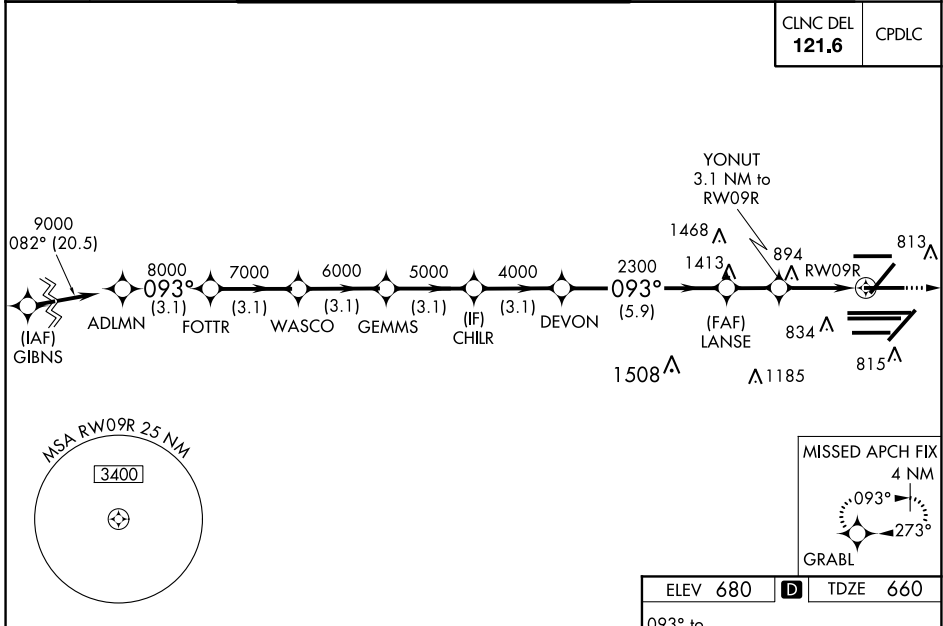 CLNC DEL
121.6
CPDLC
YONUT
3.1 NM to
RW09R
9000
082° (20.5)
1468
1413
894
RW09R
813
8000
093°
(3.1)
7000
(3.1)
6000
(3.1)
5000
(3.1)
4000
(3.1)
2300
093°
(5.9)
(IAF)
GIBNS
ADLMN
FOTTR
WASCO
GEMMS
(IF)
CHILR
DEVON
(FAF)
LANSE
834
815
1508
1185
MSA RW09R 25 NM
3400
MISSED APCH FIX
4 NM
093°
273°
GRABL
ELEV 680
D
TDZE 660
093° to